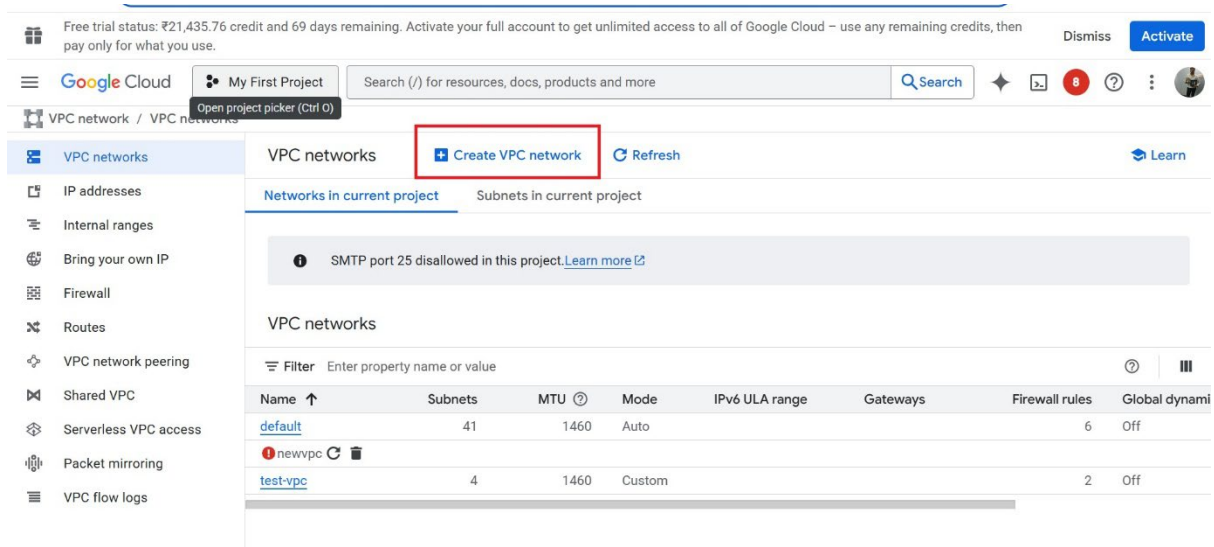 Free trial status: ₹21,435.76 credit and 69 days remaining. Activate your full account to get unlimited access to all of Google Cloud – use any remaining credits, then
pay only for what you use.
Dismiss
Activate
Google Cloud
My First Project
Search (/) for resources, docs, products and more
Search
8
Open project picker (Ctrl O)
VPC network / VPC networks
VPC networks
IP addresses
Internal ranges
Bring your own IP
Firewall
Routes
VPC network peering
Shared VPC
Serverless VPC access
Packet mirroring
VPC flow logs
VPC networks
Create VPC network
Refresh
Learn
Networks in current project
Subnets in current project
SMTP port 25 disallowed in this project. Learn more
VPC networks
Filter Enter property name or value
Name Subnets MTU Mode IPv6 ULA range Gateways Firewall rules Global dynami
default 41 1460 Auto 6 Off
newvpc
test-vpc 4 1460 Custom 2 Off